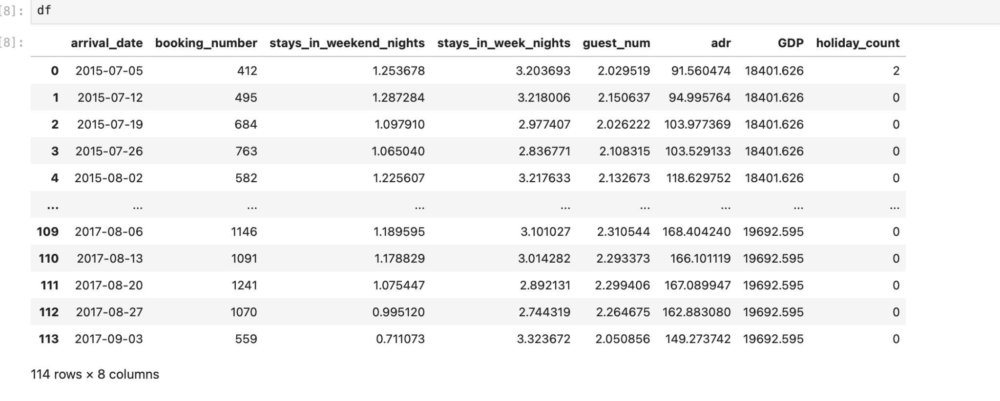 [8]: df
[8]:
arrival_date booking_number stays_in_weekend_nights stays_in_week_nights guest_num adr GDP holiday_count
0 2015-07-05 412 1.253678 3.203693 2.029519 91.560474 18401.626 2
1 2015-07-12 495 1.287284 3.218006 2.150637 94.995764 18401.626 0
2 2015-07-19 684 1.097910 2.977407 2.026222 103.977369 18401.626 0
3 2015-07-26 763 1.065040 2.836771 2.108315 103.529133 18401.626 0
4 2015-08-02 582 1.225607 3.217633 2.132673 118.629752 18401.626 0
... ... ... ... ... ... ... ... ...
109 2017-08-06 1146 1.189595 3.101027 2.310544 168.404240 19692.595 0
110 2017-08-13 1091 1.178829 3.014282 2.293373 166.101119 19692.595 0
111 2017-08-20 1241 1.075447 2.892131 2.299406 167.089947 19692.595 0
112 2017-08-27 1070 0.995120 2.744319 2.264675 162.883080 19692.595 0
113 2017-09-03 559 0.711073 3.323672 2.050856 149.273742 19692.595 0
114 rows × 8 columns